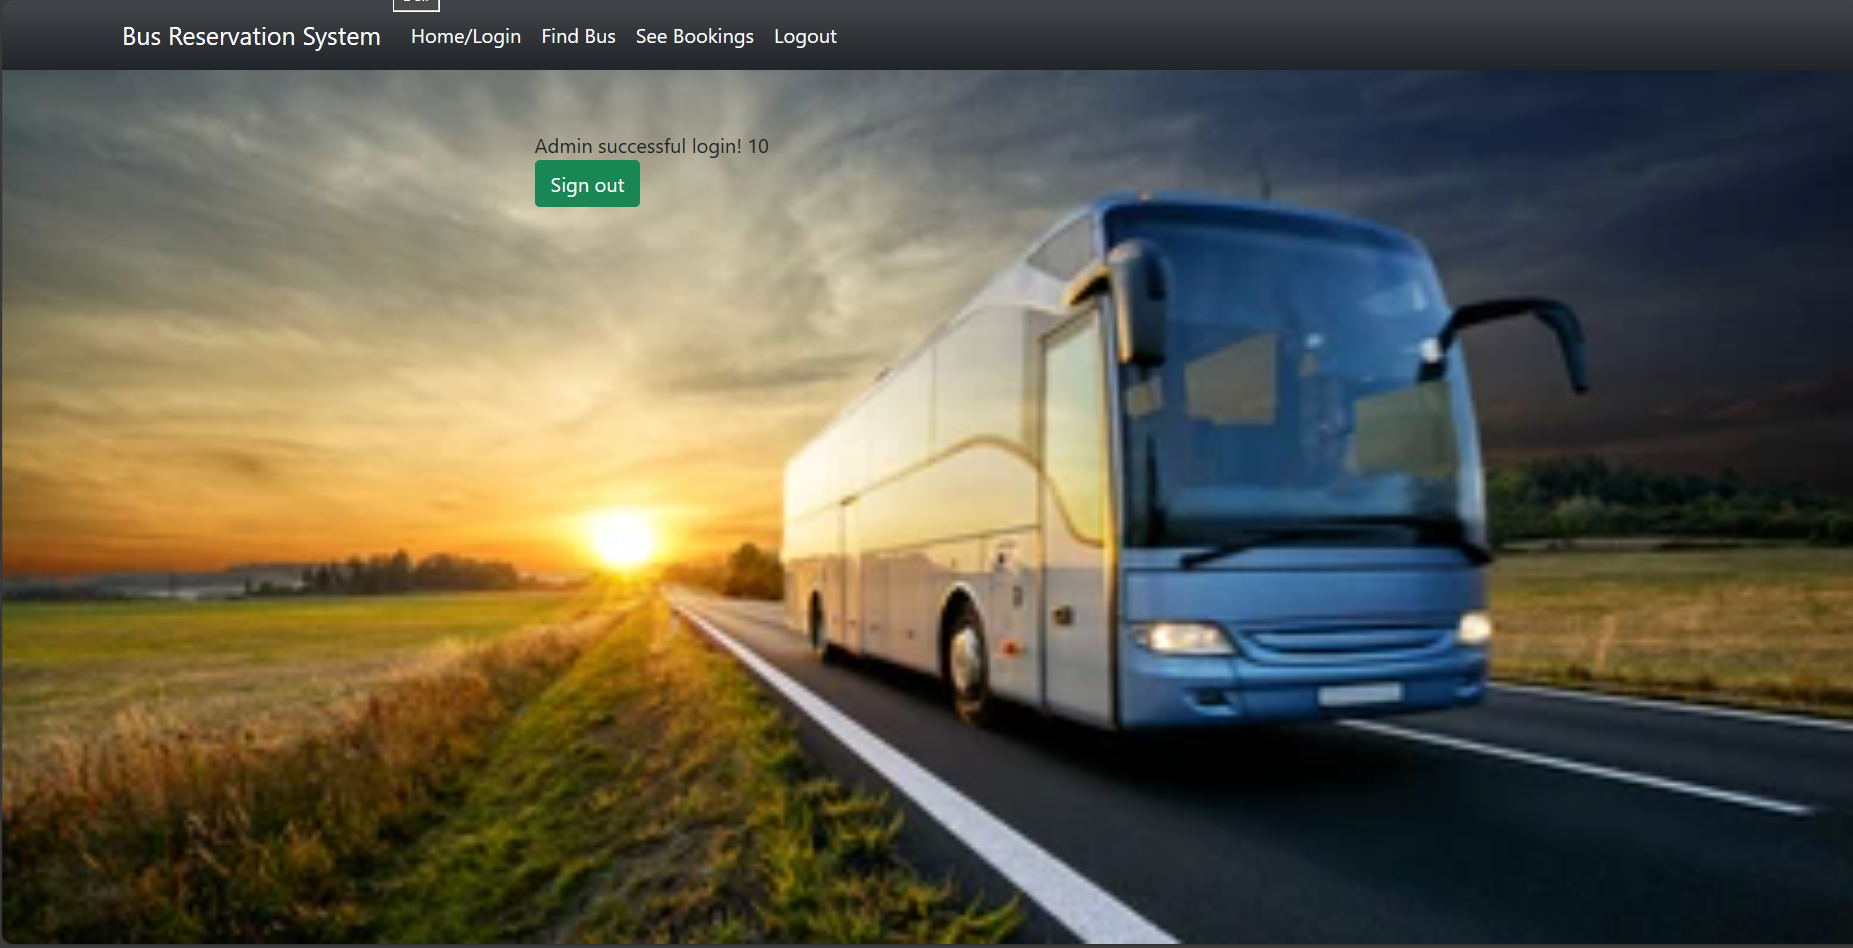 Bus Reservation System Home/Login Find Bus See Bookings Logout
Admin successful login! 10
Sign out